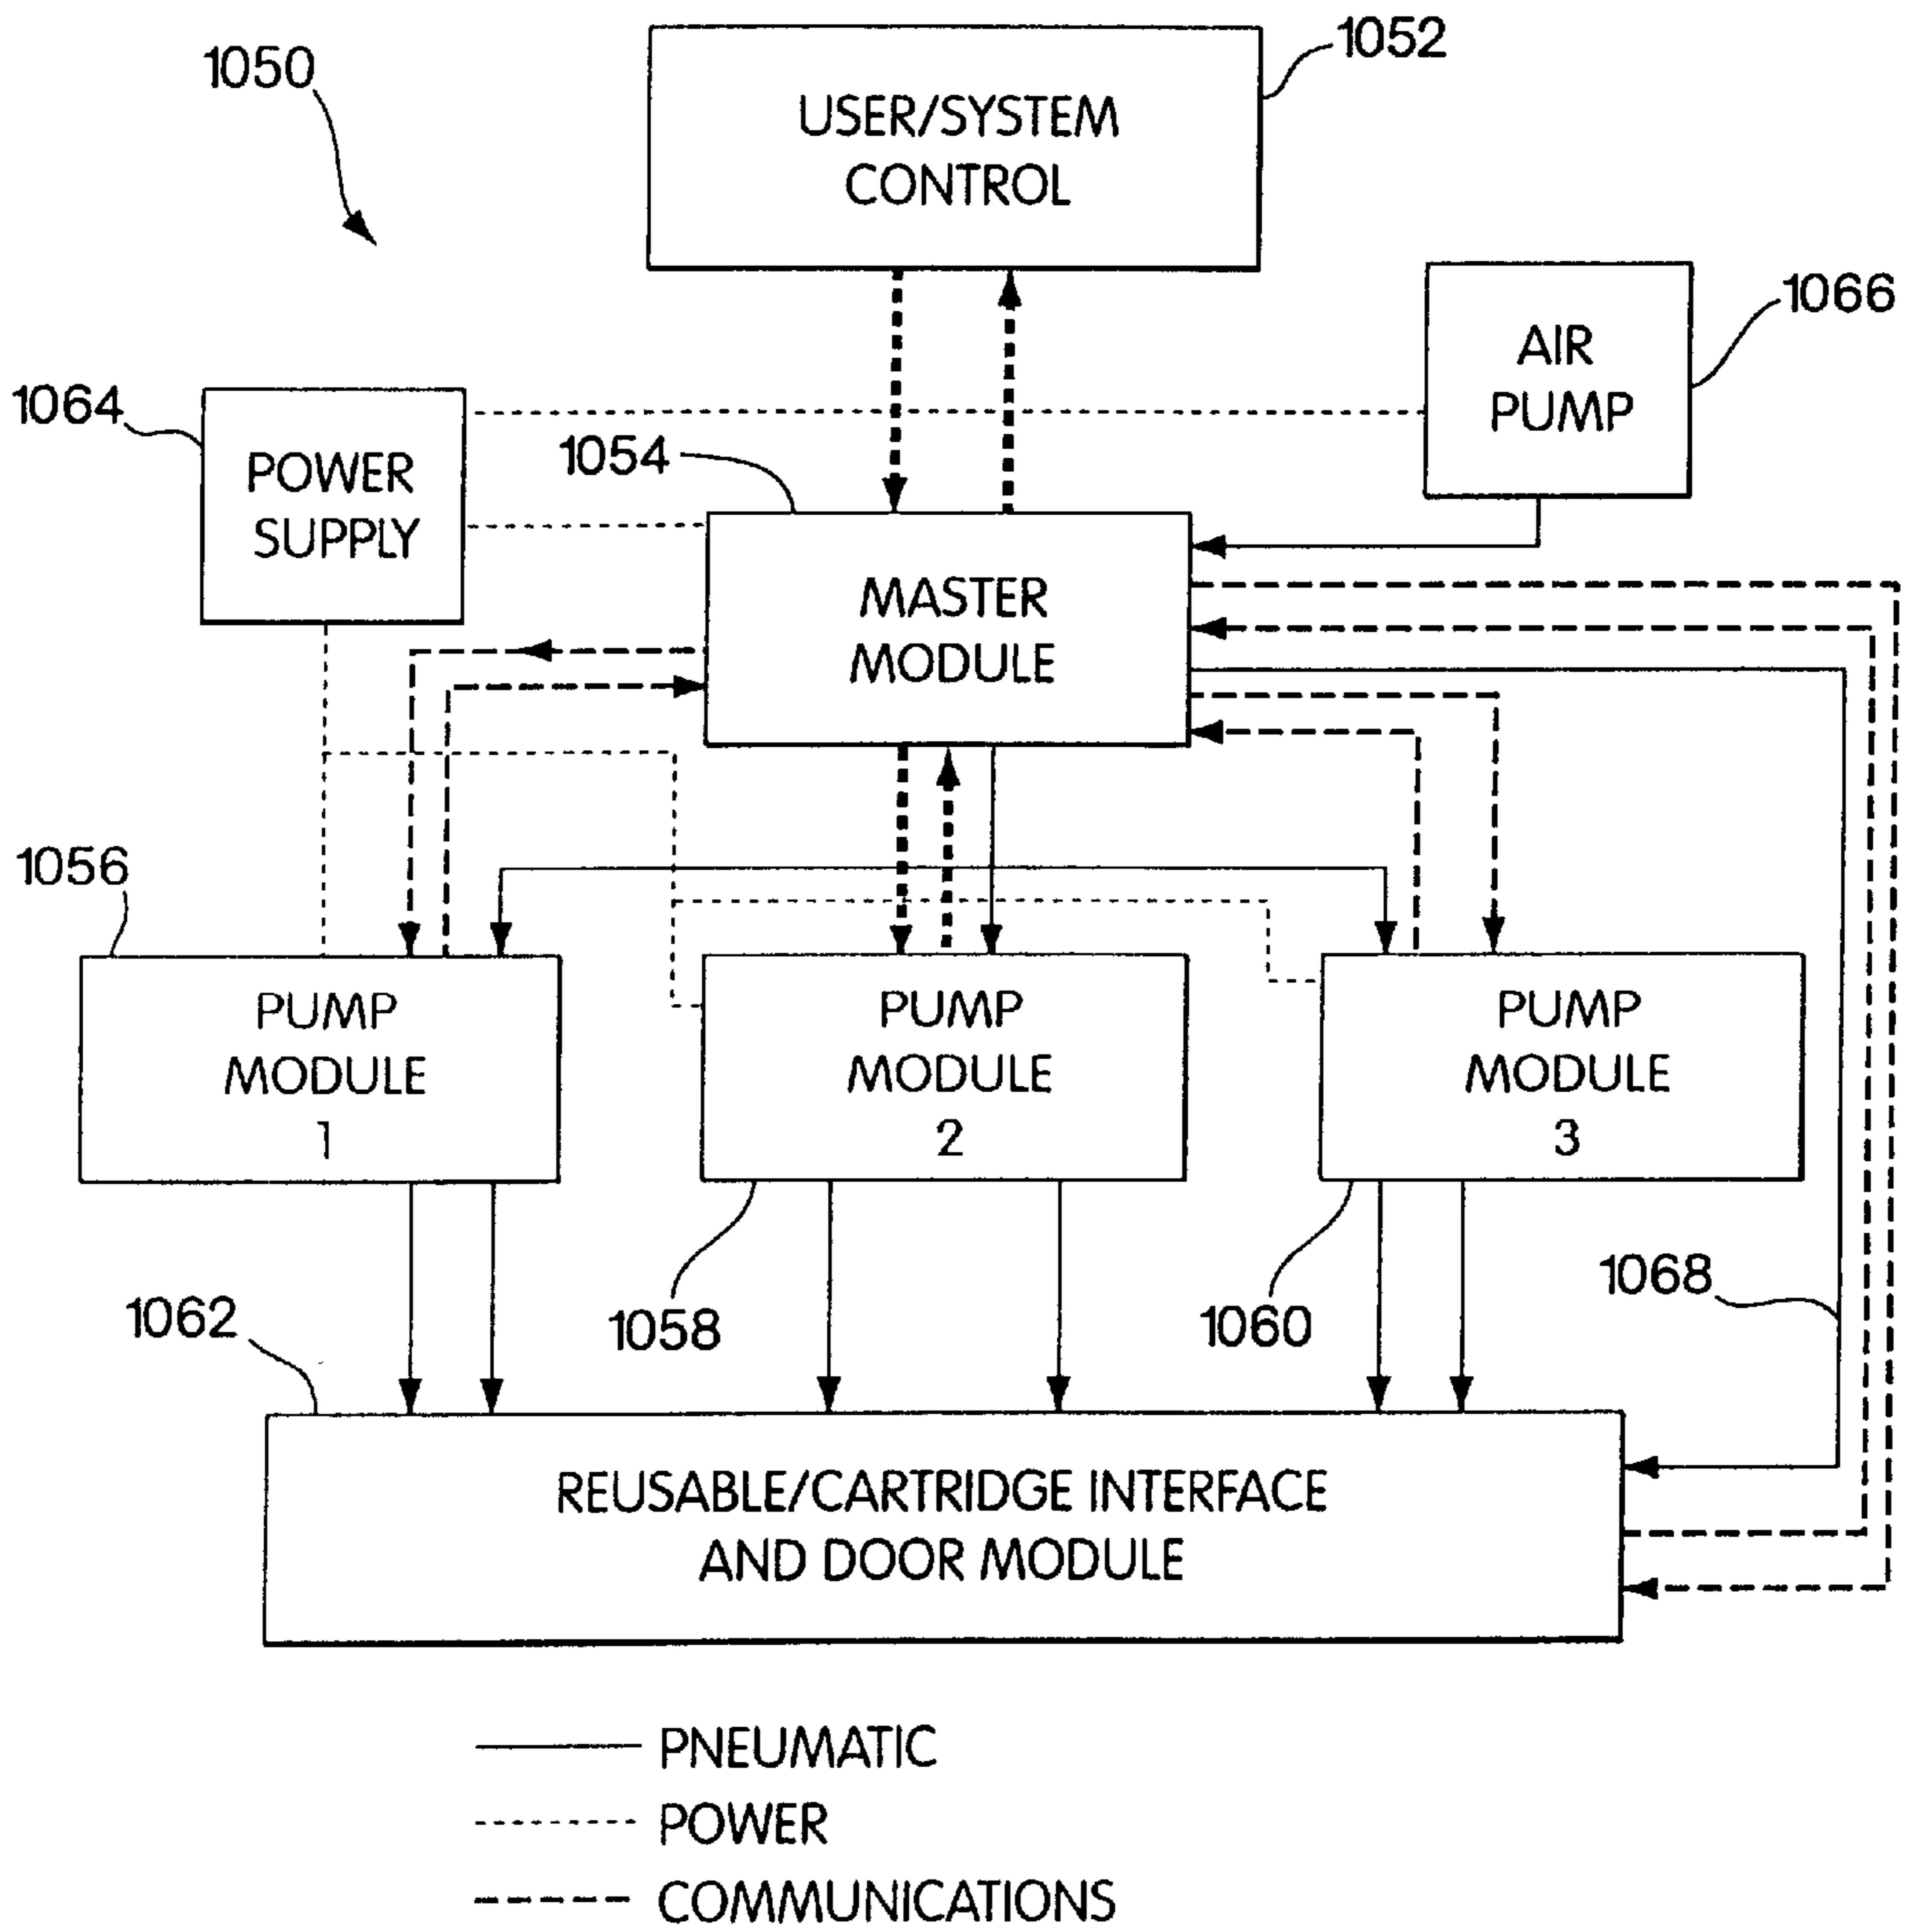 1050
1052
USER/SYSTEM
CONTROL
1066
AIR
PUMP
1064
POWER
SUPPLY
1054
MASTER
MODULE
1056
PUMP
MODULE
1
PUMP
MODULE
2
PUMP
MODULE
3
1062
1058
1060
1068
REUSABLE/CARTRIDGE INTERFACE
AND DOOR MODULE
PNEUMATIC
POWER
COMMUNICATIONS